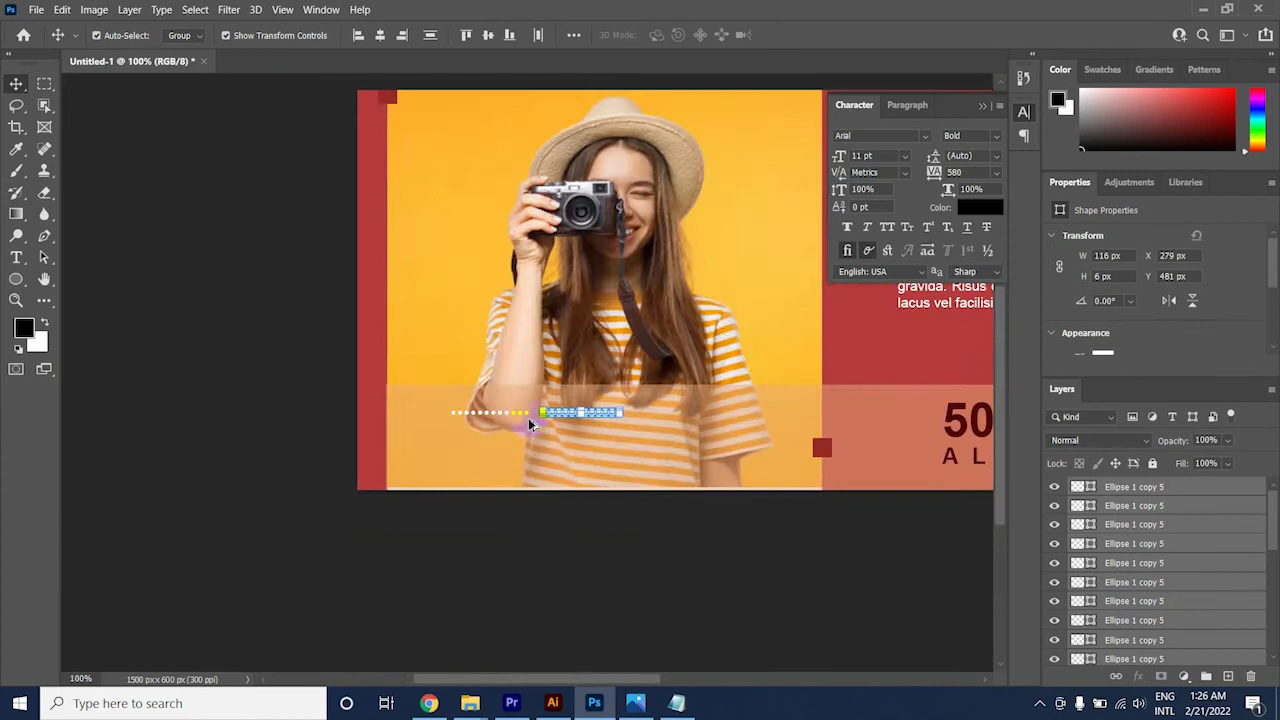 File Edit Image Layer Type Select Filter 3D View Window Help
Auto-Select: Group Show Transform Controls 3D Mode:
Untitled-1 @ 100% (RGB/8) *
Character Paragraph
Arial Bold
11 pt (Auto)
Metrics 580
100% 100%
0 pt Color:
English: USA Sharp
gravida. Risus
lacus vel facilisi
50
A L
Color Swatches Gradients Patterns
Properties Adjustments Libraries
Shape Properties
Transform
W 116 px X 279 px
H 6 px Y 481 px
0.00°
Appearance
Layers
Kind
Normal Opacity: 100%
Lock: Fill: 100%
Ellipse 1 copy 5
Ellipse 1 copy 5
Ellipse 1 copy 5
Ellipse 1 copy 5
Ellipse 1 copy 5
Ellipse 1 copy 5
Ellipse 1 copy 5
Ellipse 1 copy 5
Ellipse 1 copy 5
Ellipse 1 copy 5
100% 1500 px x 600 px (300 ppi)
Type here to search
ENG 1:26 AM
INTL 2/21/2022